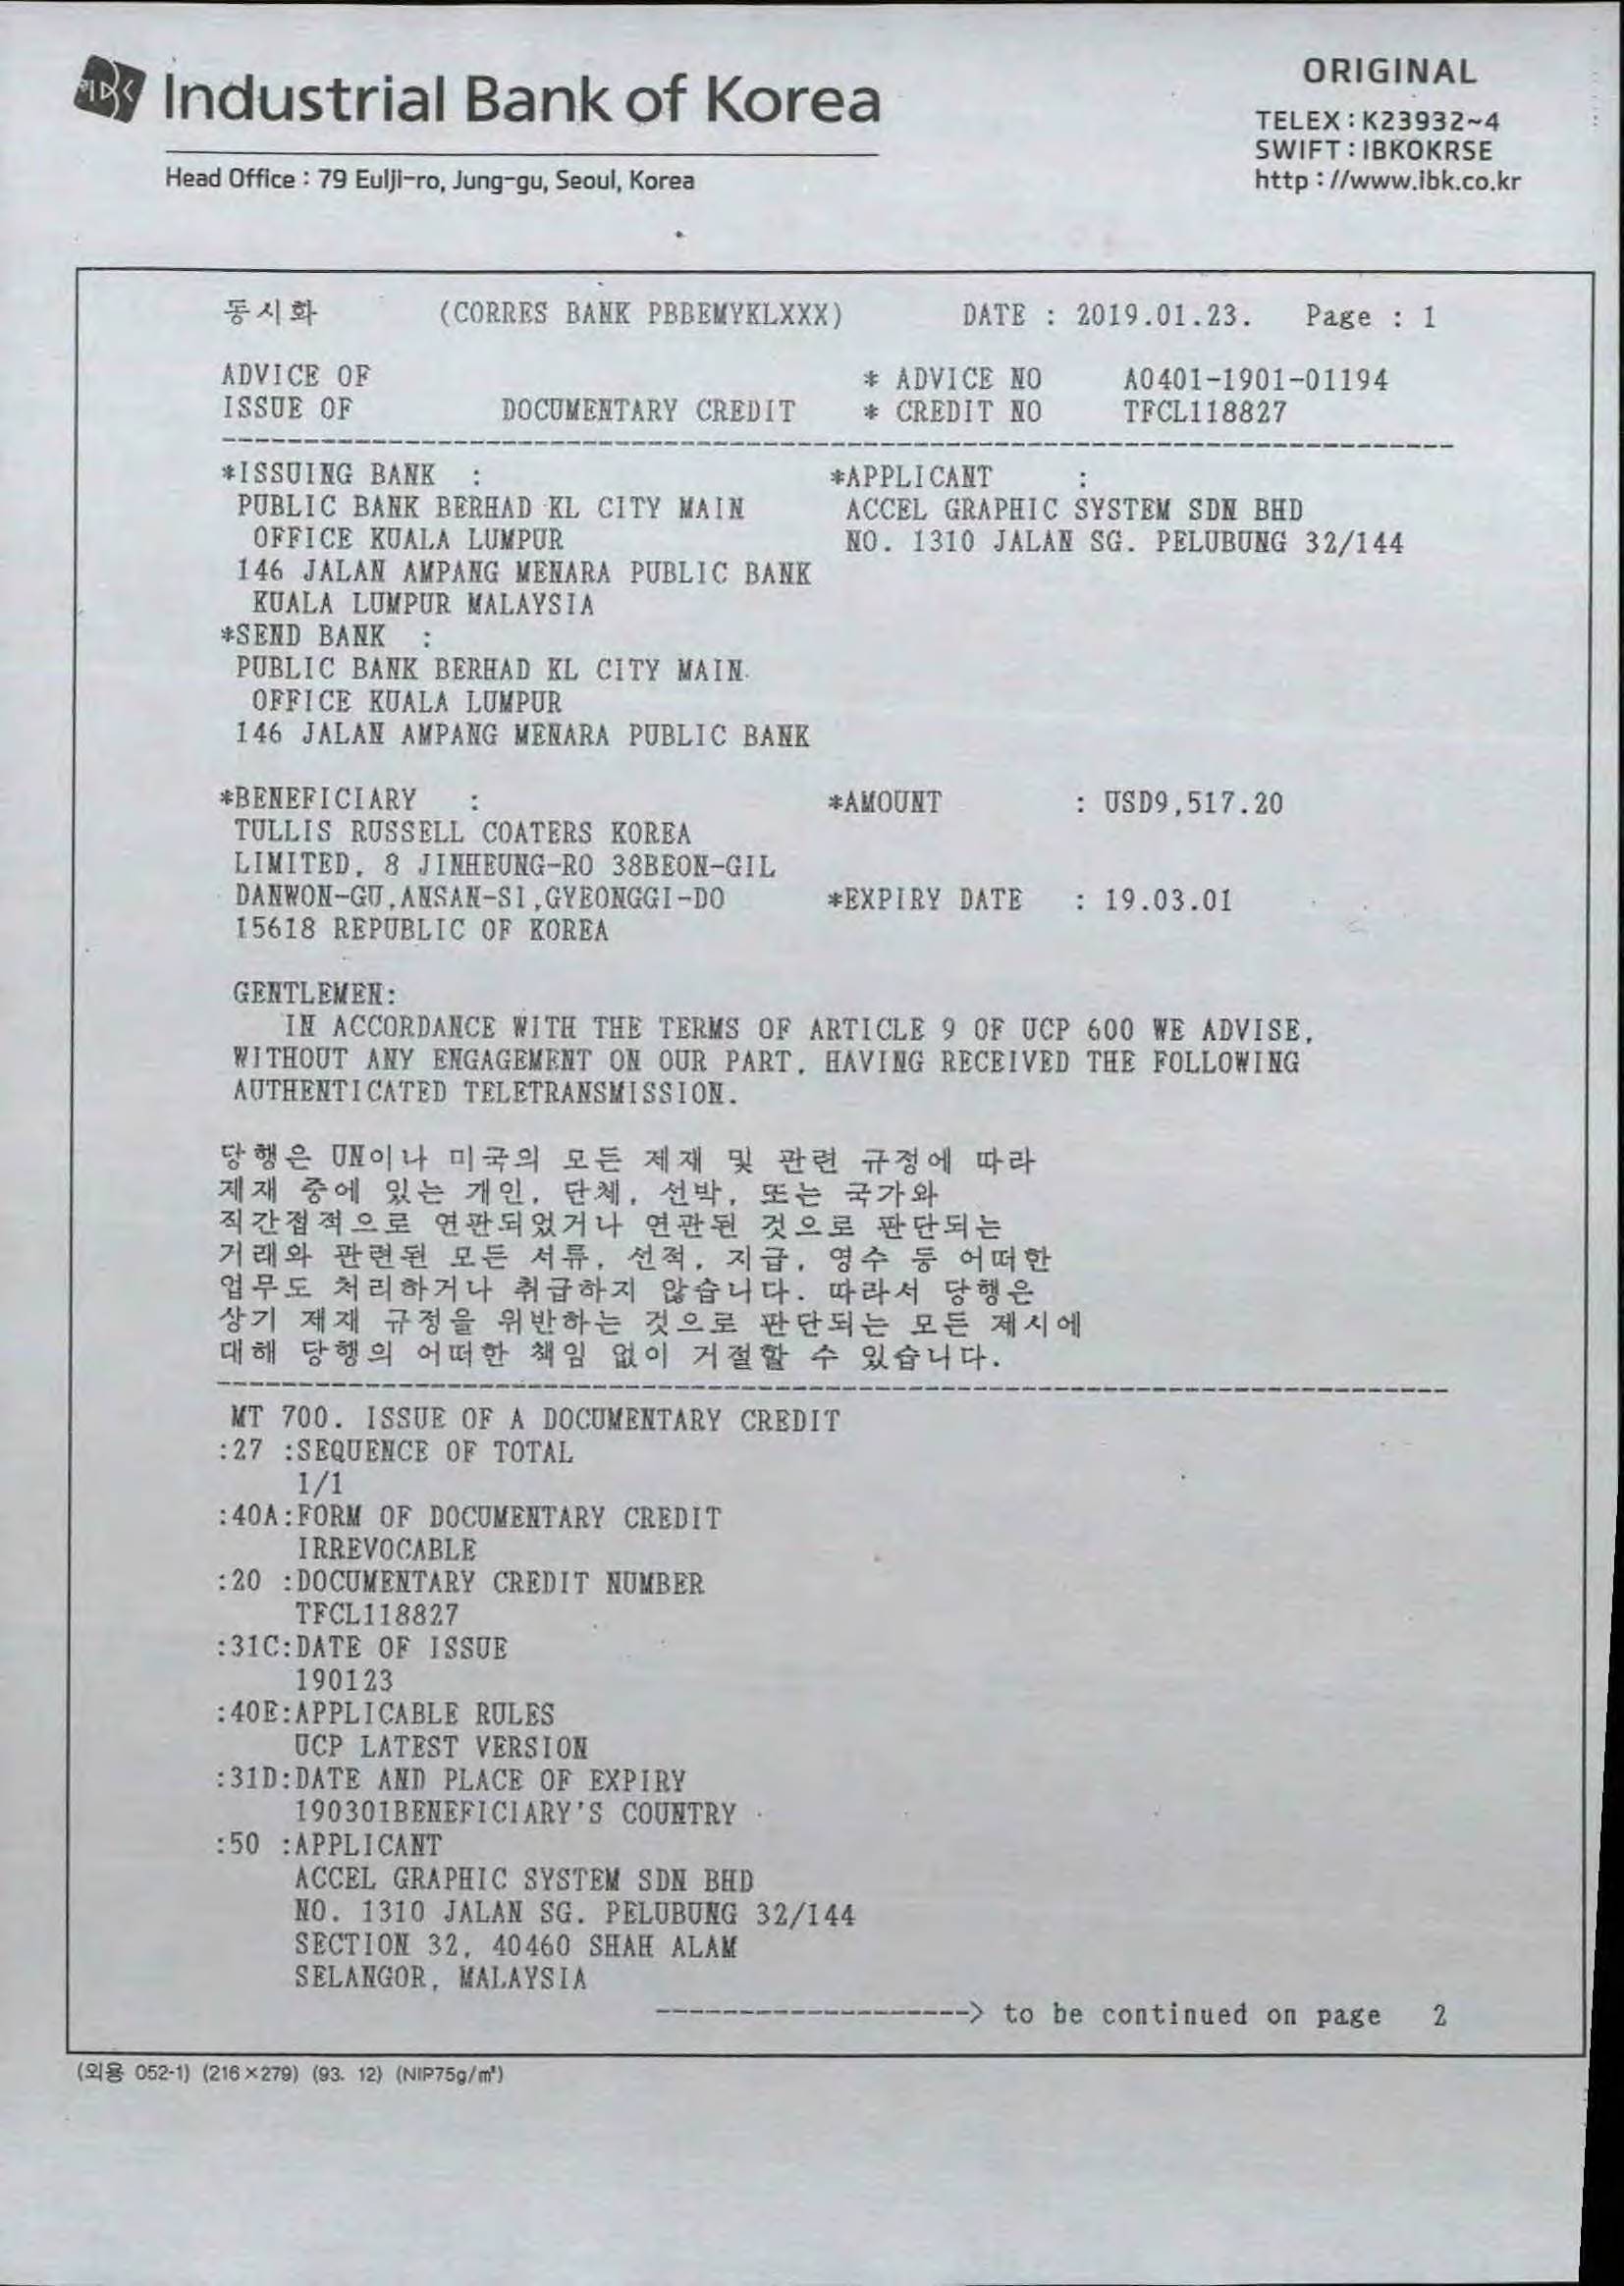 IBK Industrial Bank of Korea
Head Office : 79 Eulji-ro, Jung-gu, Seoul, Korea
ORIGINAL
TELEX : K23932~4
SWIFT : IBKOKRSE
http : //www.ibk.co.kr
동시화 (CORRES BANK PBBEMYKLXXX) DATE : 2019.01.23. Page : 1
ADVICE OF * ADVICE NO A0401-1901-01194
ISSUE OF DOCUMENTARY CREDIT * CREDIT NO TFCL118827
*ISSUING BANK : *APPLICANT :
PUBLIC BANK BERHAD KL CITY MAIN ACCEL GRAPHIC SYSTEM SDN BHD
OFFICE KUALA LUMPUR NO. 1310 JALAN SG. PELUBUNG 32/144
146 JALAN AMPANG MENARA PUBLIC BANK
KUALA LUMPUR MALAYSIA
*SEND BANK :
PUBLIC BANK BERHAD KL CITY MAIN
OFFICE KUALA LUMPUR
146 JALAN AMPANG MENARA PUBLIC BANK
*BENEFICIARY : *AMOUNT : USD9,517.20
TULLIS RUSSELL COATERS KOREA
LIMITED, 8 JINHEUNG-RO 38BEON-GIL
DANWON-GU,ANSAN-SI,GYEONGGI-DO *EXPIRY DATE : 19.03.01
15618 REPUBLIC OF KOREA
GENTLEMEN:
IN ACCORDANCE WITH THE TERMS OF ARTICLE 9 OF UCP 600 WE ADVISE,
WITHOUT ANY ENGAGEMENT ON OUR PART, HAVING RECEIVED THE FOLLOWING
AUTHENTICATED TELETRANSMISSION.
당행은 UN이나 미국의 모든 제재 및 관련 규정에 따라
제재 중에 있는 개인, 단체, 선박, 또는 국가와
직간접적으로 연관되었거나 연관된 것으로 판단되는
거래와 관련된 모든 서류, 선적, 지급, 영수 등 어떠한
업무도 처리하거나 취급하지 않습니다. 따라서 당행은
상기 제재 규정을 위반하는 것으로 판단되는 모든 제시에
대해 당행의 어떠한 책임 없이 거절할 수 있습니다.
MT 700. ISSUE OF A DOCUMENTARY CREDIT
:27 :SEQUENCE OF TOTAL
1/1
:40A:FORM OF DOCUMENTARY CREDIT
IRREVOCABLE
:20 :DOCUMENTARY CREDIT NUMBER
TFCL118827
:31C:DATE OF ISSUE
190123
:40E:APPLICABLE RULES
UCP LATEST VERSION
:31D:DATE AND PLACE OF EXPIRY
190301BENEFICIARY'S COUNTRY
:50 :APPLICANT
ACCEL GRAPHIC SYSTEM SDN BHD
NO. 1310 JALAN SG. PELUBUNG 32/144
SECTION 32, 40460 SHAH ALAM
SELANGOR, MALAYSIA
-------------------> to be continued on page 2
(외용 052-1) (216×279) (93. 12) (NIP75g/㎡)